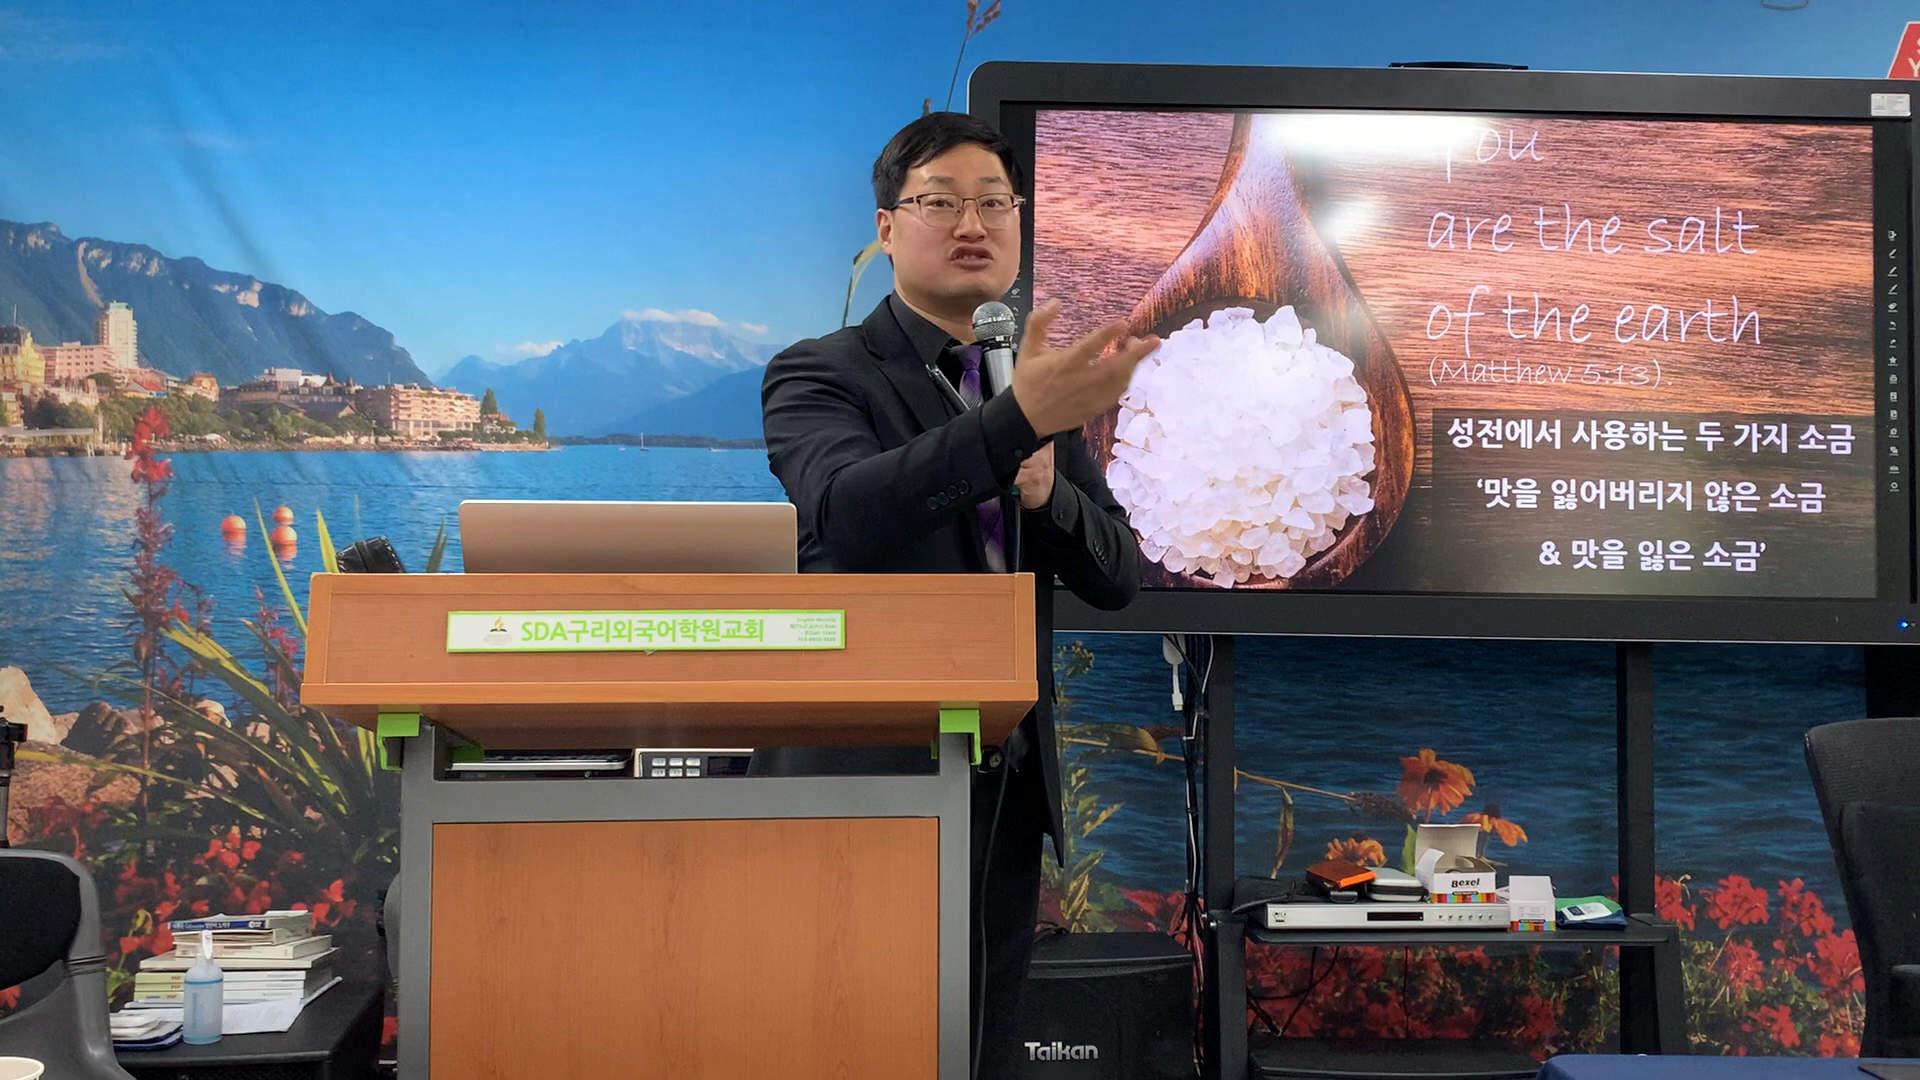 You
are the salt
of the earth
(Matthew 5:13).
성전에서 사용하는 두 가지 소금
‘맛을 잃어버리지 않은 소금
& 맛을 잃은 소금’
SDA구리외국어학원교회
Bexel
Taikan